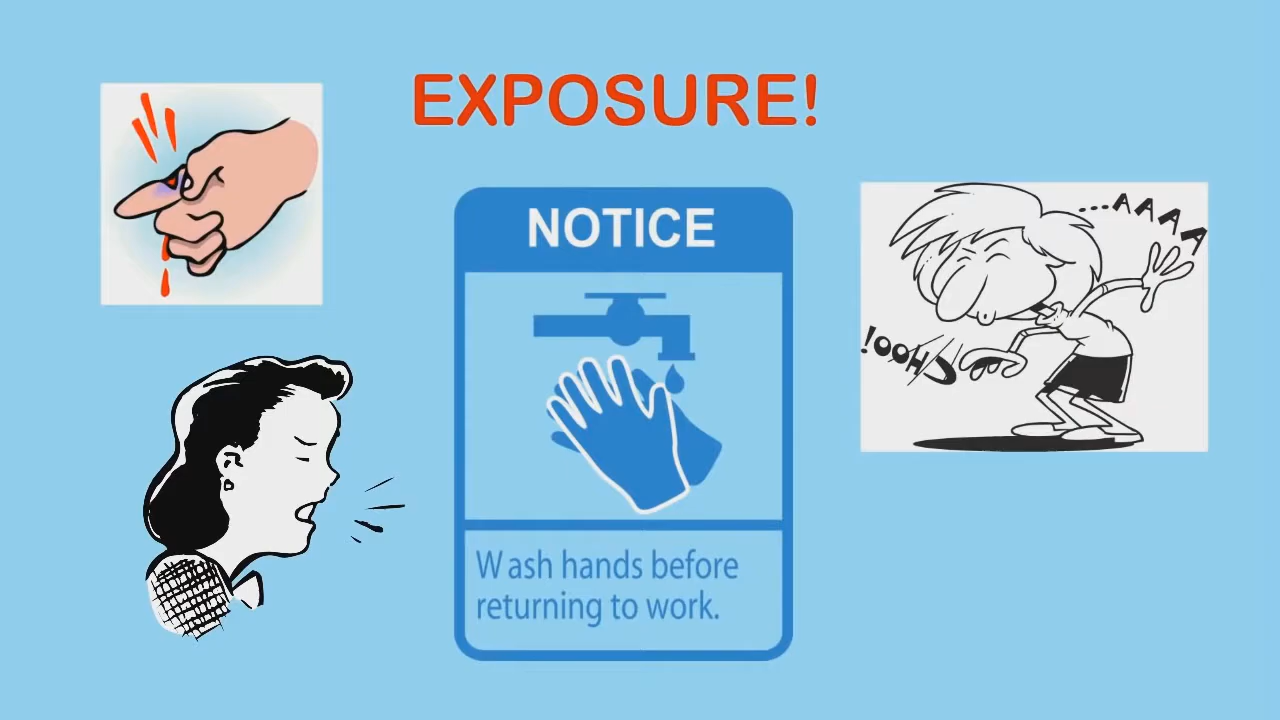 EXPOSURE!
NOTICE
...AAAA
CHOO!
Wash hands before
returning to work.